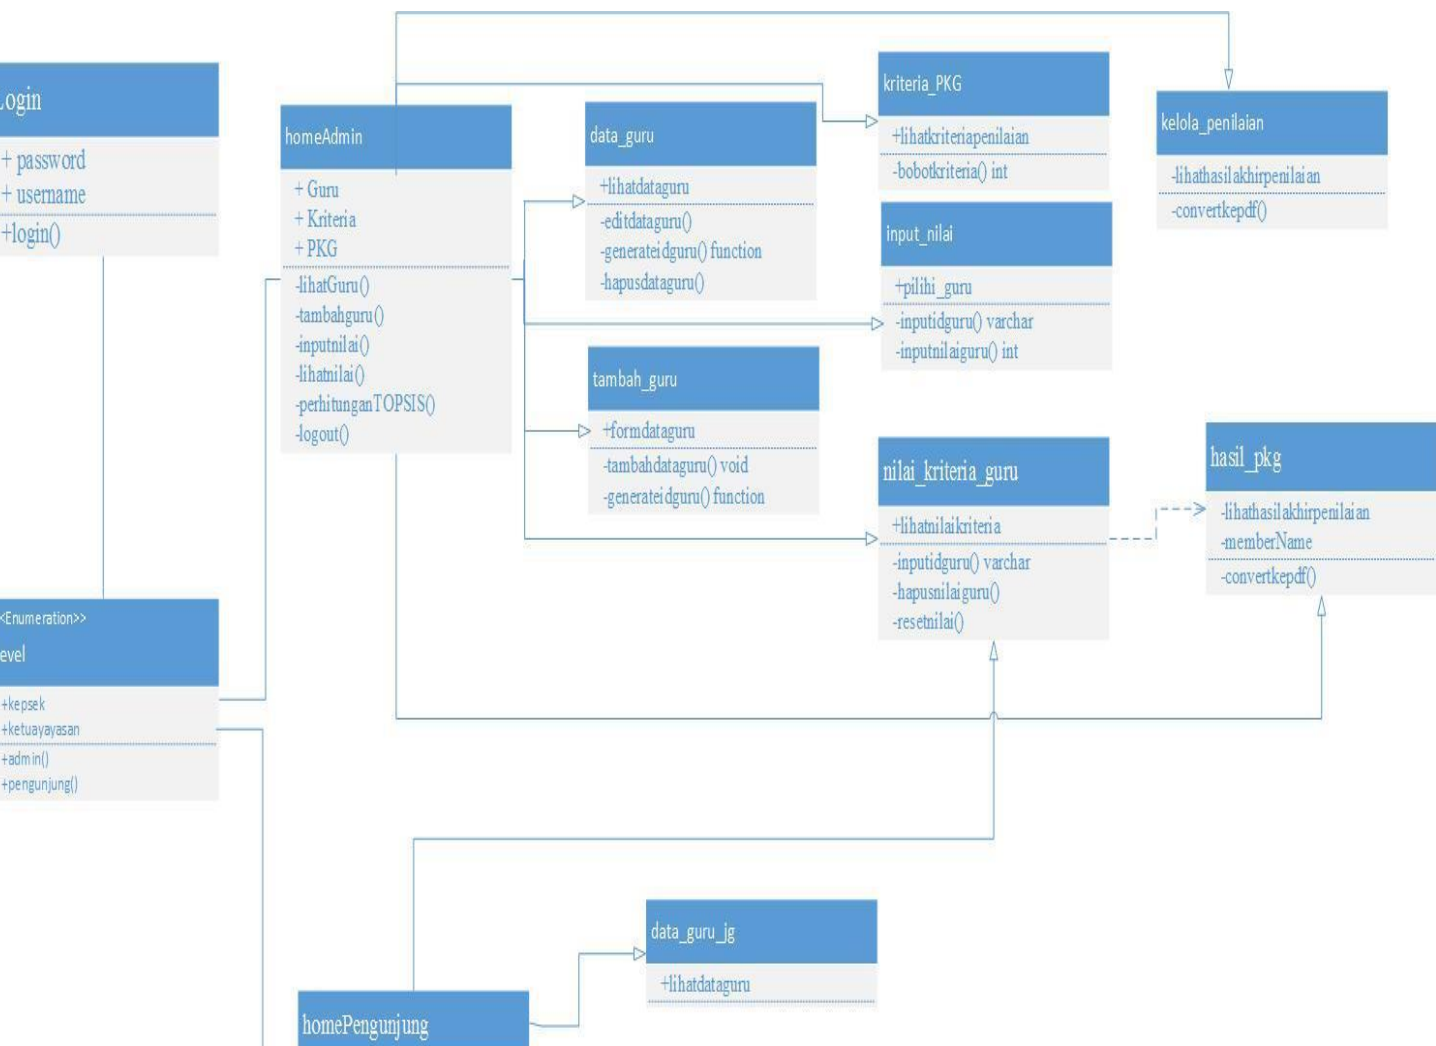 Login
+ password
+ username
+login()
<Enumeration>>
evel
+kepsek
+ketuayayasan
+admin()
+pengunjung()
homeAdmin
+ Guru
+ Kriteria
+ PKG
-lihatGuru()
-tambahguru()
-inputnilai()
-lihatnilai()
-perhitunganTOPSIS()
-logout()
data_guru
+lihatdataguru
-editdataguru()
-generateidguru() function
-hapusdataguru()
tambah_guru
+formdataguru
-tambahdataguru() void
-generateidguru() function
kriteria_PKG
+lihatkriteriapenilaian
-bobotkriteria() int
input_nilai
+pilihi_guru
-inputidguru() varchar
-inputnilaiguru() int
nilai_kriteria_guru
+lihatnilaikriteria
-inputidguru() varchar
-hapusnilaiguru()
-resetnilai()
kelola_penilaian
-lihathasilakhirpenilaian
-convertkepdf()
hasil_pkg
-lihathasilakhirpenilaian
-memberName
-convertkepdf()
data_guru_jg
+lihatdataguru
homePengunjung